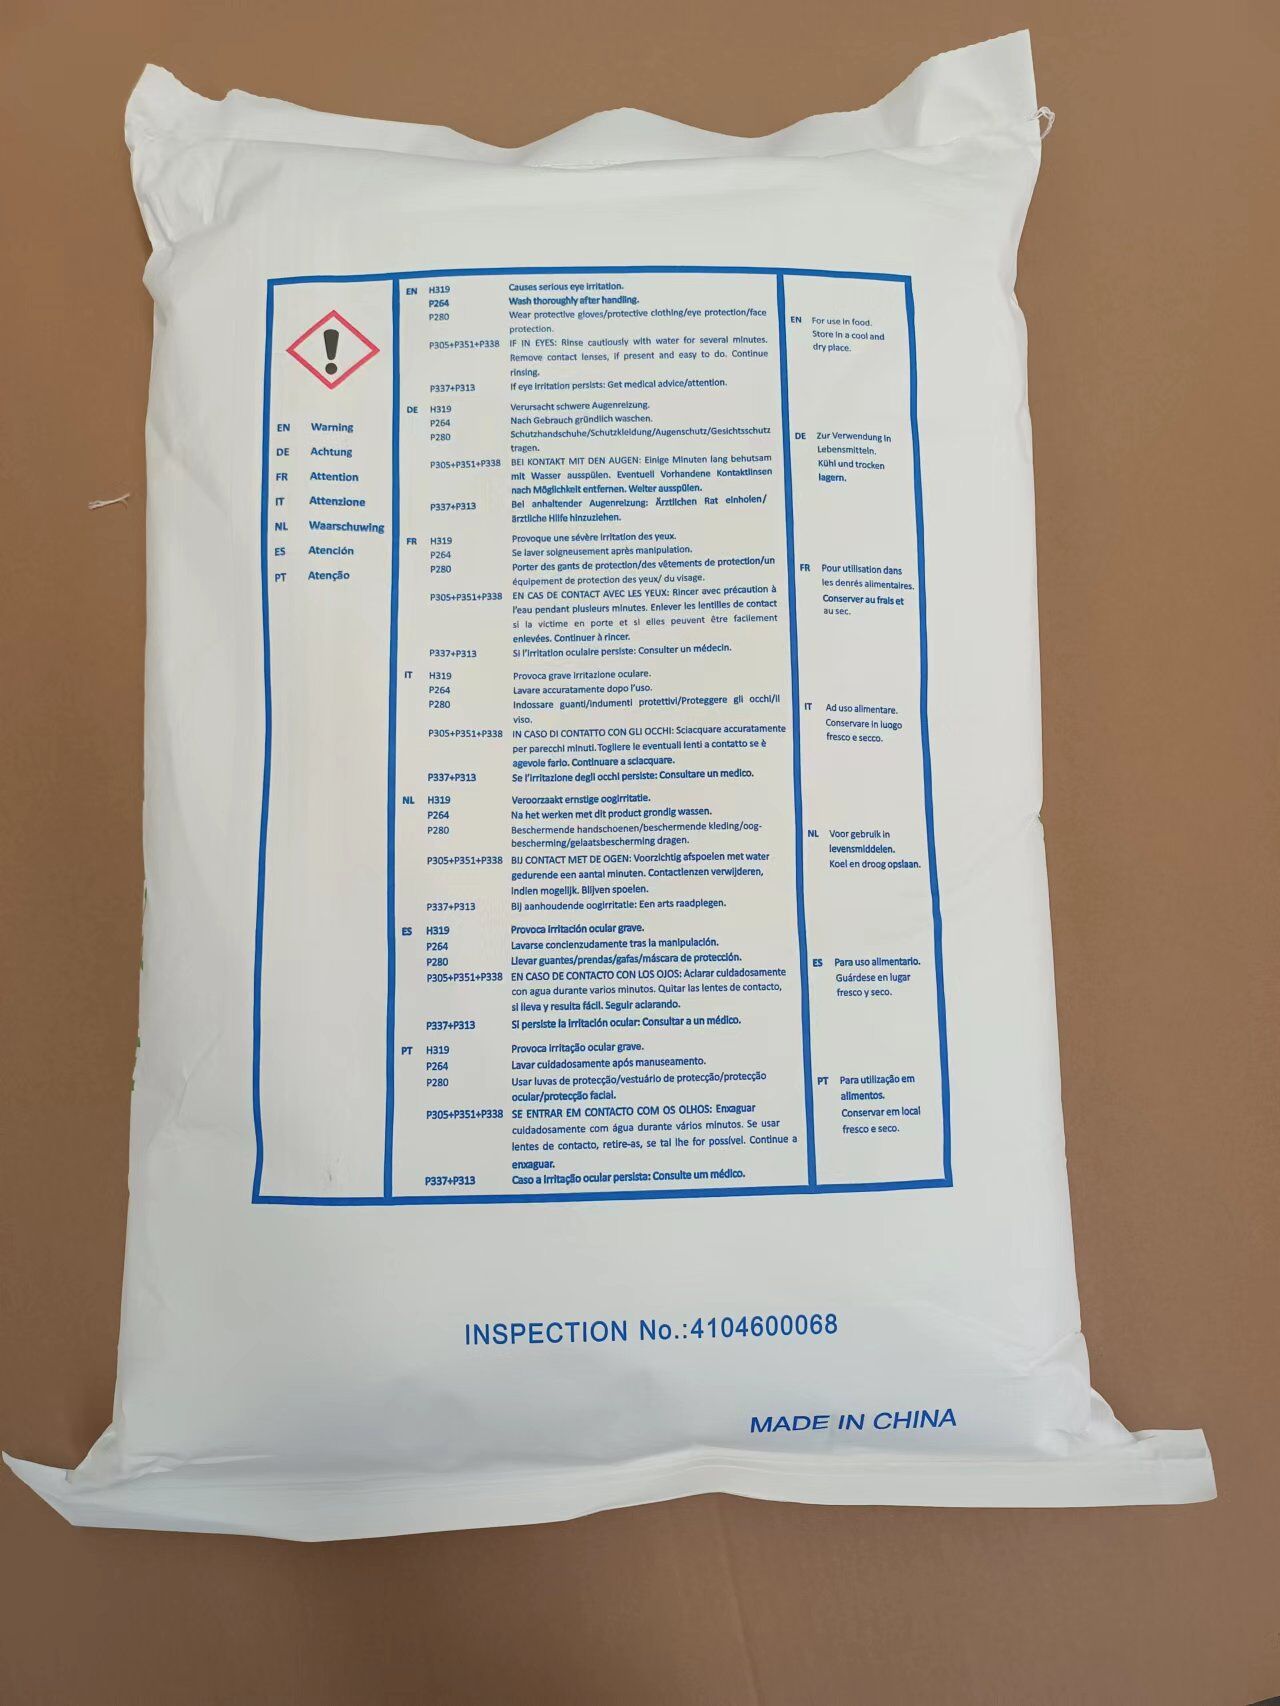 EN Warning
DE Achtung
FR Attention
IT Attenzione
NL Waarschuwing
ES Atención
PT Atenção
EN H319 Causes serious eye irritation.
P264 Wash thoroughly after handling.
P280 Wear protective gloves/protective clothing/eye protection/face
protection.
P305+P351+P338 IF IN EYES: Rinse cautiously with water for several minutes.
Remove contact lenses, if present and easy to do. Continue
rinsing.
P337+P313 If eye irritation persists: Get medical advice/attention.
DE H319 Verursacht schwere Augenreizung.
P264 Nach Gebrauch gründlich waschen.
P280 Schutzhandschuhe/Schutzkleidung/Augenschutz/Gesichtsschutz
tragen.
P305+P351+P338 BEI KONTAKT MIT DEN AUGEN: Einige Minuten lang behutsam
mit Wasser ausspülen. Eventuell Vorhandene Kontaktlinsen
nach Möglichkeit entfernen. Weiter ausspülen.
P337+P313 Bei anhaltender Augenreizung: Ärztlichen Rat einholen/
ärztliche Hilfe hinzuziehen.
FR H319 Provoque une sévère irritation des yeux.
P264 Se laver soigneusement après manipulation.
P280 Porter des gants de protection/des vêtements de protection/un
équipement de protection des yeux/ du visage.
P305+P351+P338 EN CAS DE CONTACT AVEC LES YEUX: Rincer avec précaution à
l'eau pendant plusieurs minutes. Enlever les lentilles de contact
si la victime en porte et si elles peuvent être facilement
enlevées. Continuer à rincer.
P337+P313 Si l'irritation oculaire persiste: Consulter un médecin.
IT H319 Provoca grave irritazione oculare.
P264 Lavare accuratamente dopo l'uso.
P280 Indossare guanti/indumenti protettivi/Proteggere gli occhi/il
viso.
P305+P351+P338 IN CASO DI CONTATTO CON GLI OCCHI: Sciacquare accuratamente
per parecchi minuti. Togliere le eventuali lenti a contatto se è
agevole farlo. Continuare a sciacquare.
P337+P313 Se l'irritazione degli occhi persiste: Consultare un medico.
NL H319 Veroorzaakt ernstige oogirritatie.
P264 Na het werken met dit product grondig wassen.
P280 Beschermende handschoenen/beschermende kleding/oog-
bescherming/gelaatsbescherming dragen.
P305+P351+P338 BIJ CONTACT MET DE OGEN: Voorzichtig afspoelen met water
gedurende een aantal minuten. Contactlenzen verwijderen,
indien mogelijk. Blijven spoelen.
P337+P313 Bij aanhoudende oogirritatie: Een arts raadplegen.
ES H319 Provoca irritación ocular grave.
P264 Lavarse concienzudamente tras la manipulación.
P280 Llevar guantes/prendas/gafas/máscara de protección.
P305+P351+P338 EN CASO DE CONTACTO CON LOS OJOS: Aclarar cuidadosamente
con agua durante varios minutos. Quitar las lentes de contacto,
si lleva y resulta fácil. Seguir aclarando.
P337+P313 Si persiste la irritación ocular: Consultar a un médico.
PT H319 Provoca irritação ocular grave.
P264 Lavar cuidadosamente após manuseamento.
P280 Usar luvas de protecção/vestuário de protecção/protecção
ocular/protecção facial.
P305+P351+P338 SE ENTRAR EM CONTACTO COM OS OLHOS: Enxaguar
cuidadosamente com água durante vários minutos. Se usar
lentes de contacto, retire-as, se tal lhe for possível. Continue a
enxaguar.
P337+P313 Caso a irritação ocular persista: Consulte um médico.
EN For use in food.
Store in a cool and
dry place.
DE Zur Verwendung in
Lebensmitteln.
Kühl und trocken
lagern.
FR Pour utilisation dans
les denrés alimentaires.
Conserver au frais et
au sec.
IT Ad uso alimentare.
Conservare in luogo
fresco e secco.
NL Voor gebruik in
levensmiddelen.
Koel en droog opslaan.
ES Para uso alimentario.
Guárdese en lugar
fresco y seco.
PT Para utilização em
alimentos.
Conservar em local
fresco e seco.
INSPECTION No.:4104600068
MADE IN CHINA